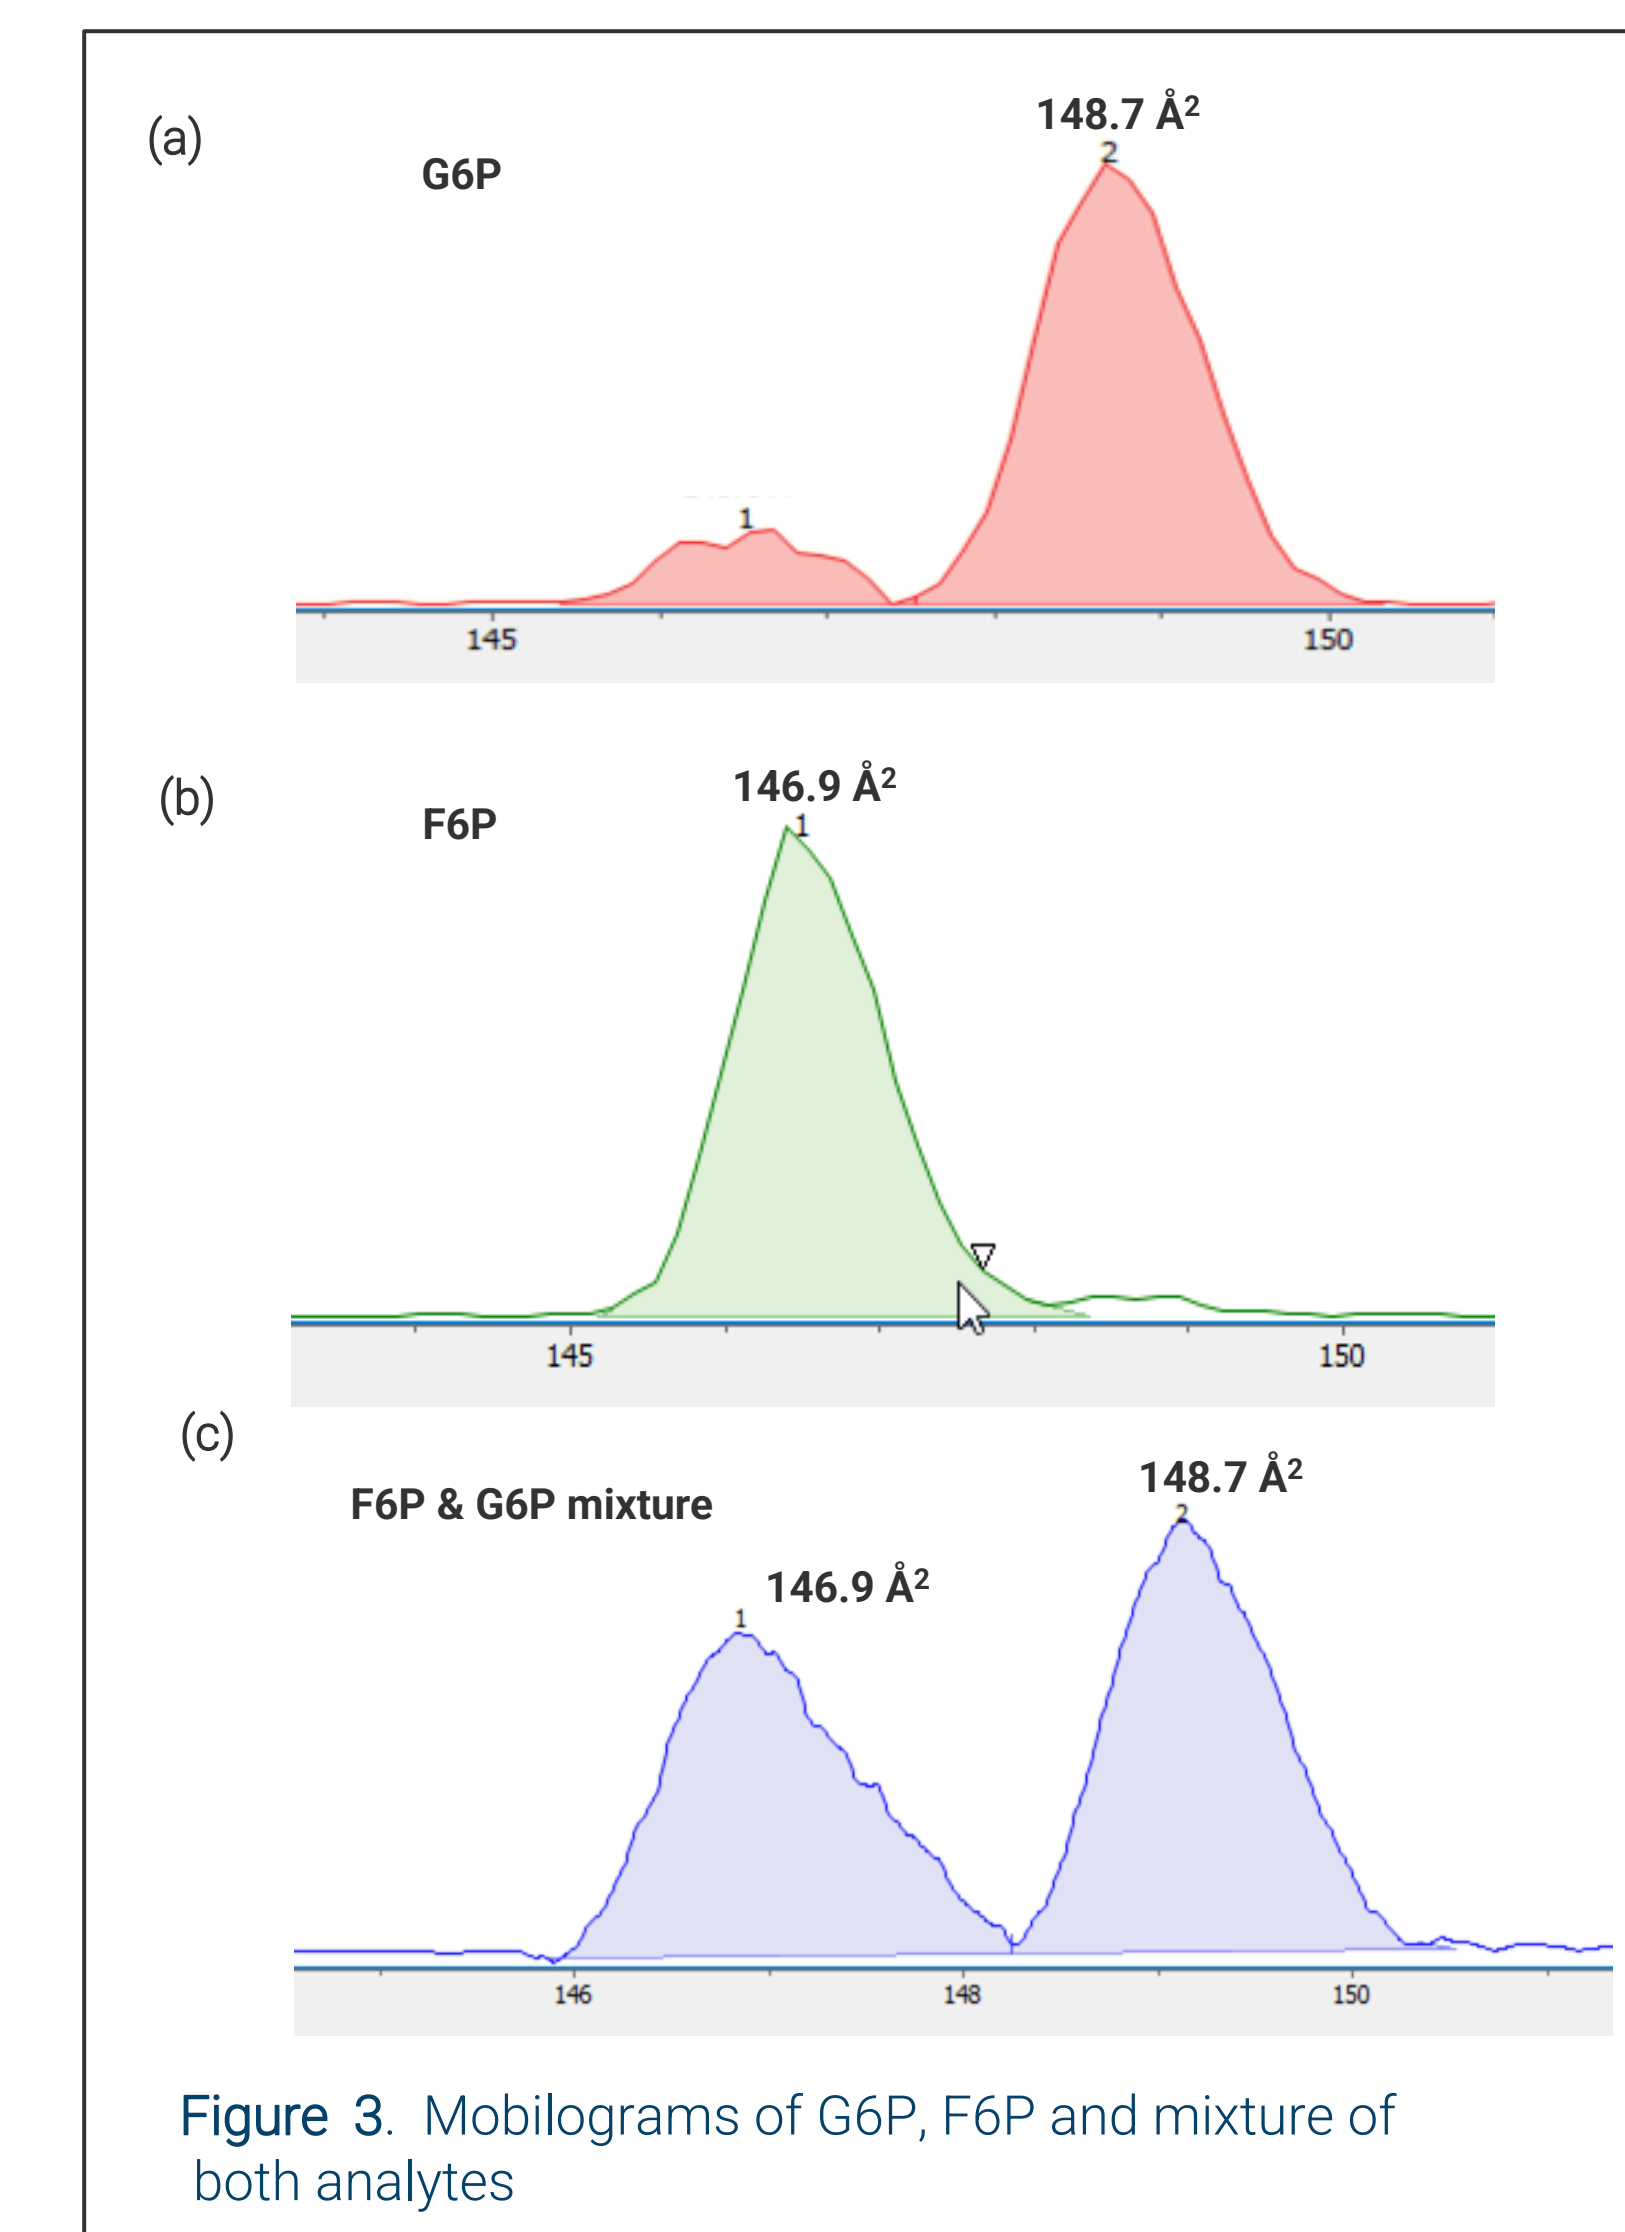 (a)
G6P
148.7 Å²
2
1
145 150
(b)
F6P
146.9 Å²
1
145 150
(c)
F6P & G6P mixture
148.7 Å²
2
146.9 Å²
1
146 148 150
Figure 3. Mobilograms of G6P, F6P and mixture of
both analytes